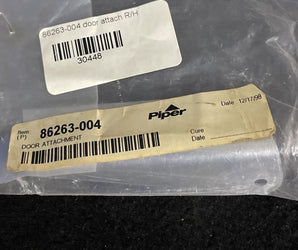 86263-004 door attach R/H
30448
Item (P) 86263-004
DOOR ATTACHMENT
Piper
Date 12/17/98
Cure Date